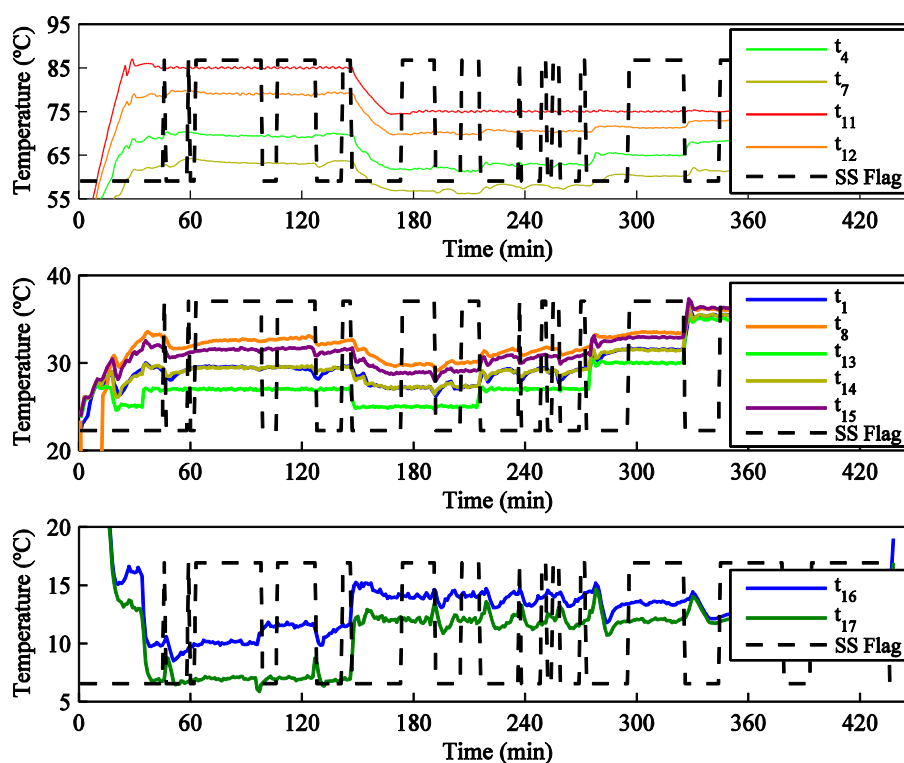 95
85
75
65
55
Temperature (ºC)
0 60 120 180 240 300 360 420
Time (min)
t4
t7
t11
t12
SS Flag
40
30
20
Temperature (ºC)
0 60 120 180 240 300 360 420
Time (min)
t1
t8
t13
t14
t15
SS Flag
20
15
10
5
Temperature (ºC)
0 60 120 180 240 300 360 420
Time (min)
t16
t17
SS Flag